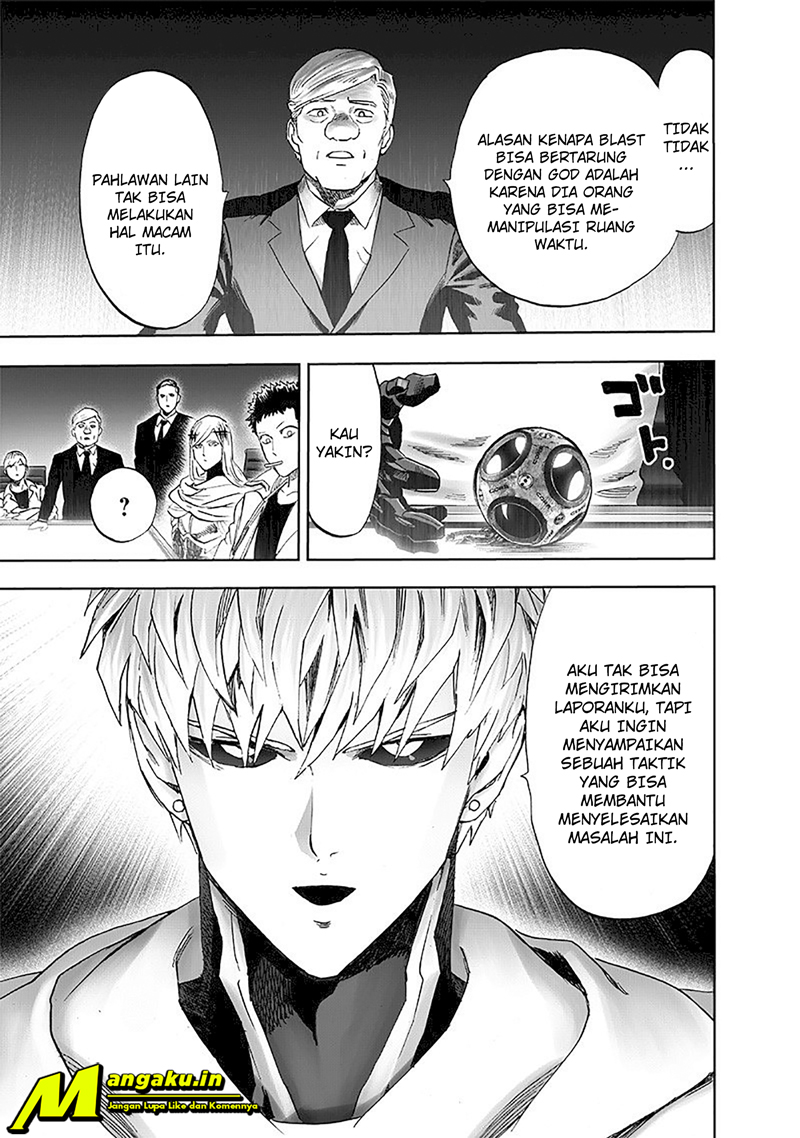 TIDAK
TIDAK
...
ALASAN KENAPA BLAST
BISA BERTARUNG
DENGAN GOD ADALAH
KARENA DIA ORANG
YANG BISA ME-
MANIPULASI RUANG
WAKTU.
PAHLAWAN LAIN
TAK BISA
MELAKUKAN
HAL MACAM
ITU.
ゴト.
KAU
YAKIN?
?
AKU TAK BISA
MENGIRIMKAN
LAPORANKU, TAPI
AKU INGIN
MENYAMPAIKAN
SEBUAH TAKTIK
YANG BISA
MEMBANTU
MENYELESAIKAN
MASALAH INI.
Mangaku.in
Jangan Lupa Like dan Komennya